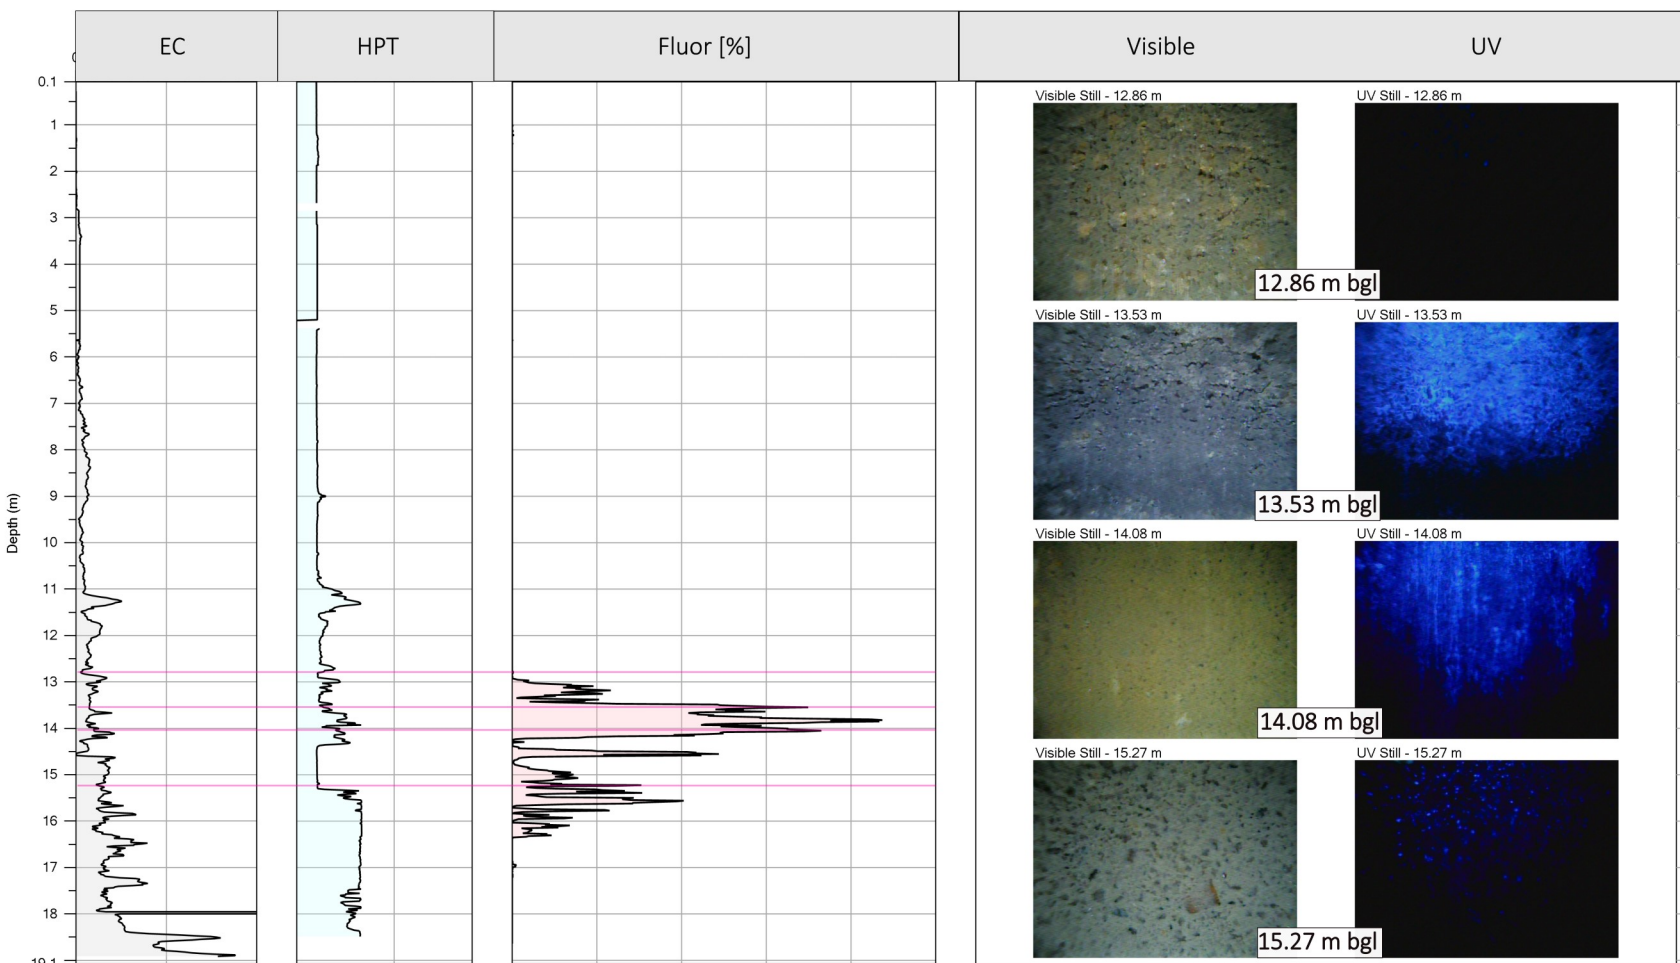 EC
HPT
Fluor [%]
Visible
UV
Depth (m)
0.1
1
2
3
4
5
6
7
8
9
10
11
12
13
14
15
16
17
18
19.1
Visible Still - 12.86 m
UV Still - 12.86 m
12.86 m bgl
Visible Still - 13.53 m
UV Still - 13.53 m
13.53 m bgl
Visible Still - 14.08 m
UV Still - 14.08 m
14.08 m bgl
Visible Still - 15.27 m
UV Still - 15.27 m
15.27 m bgl